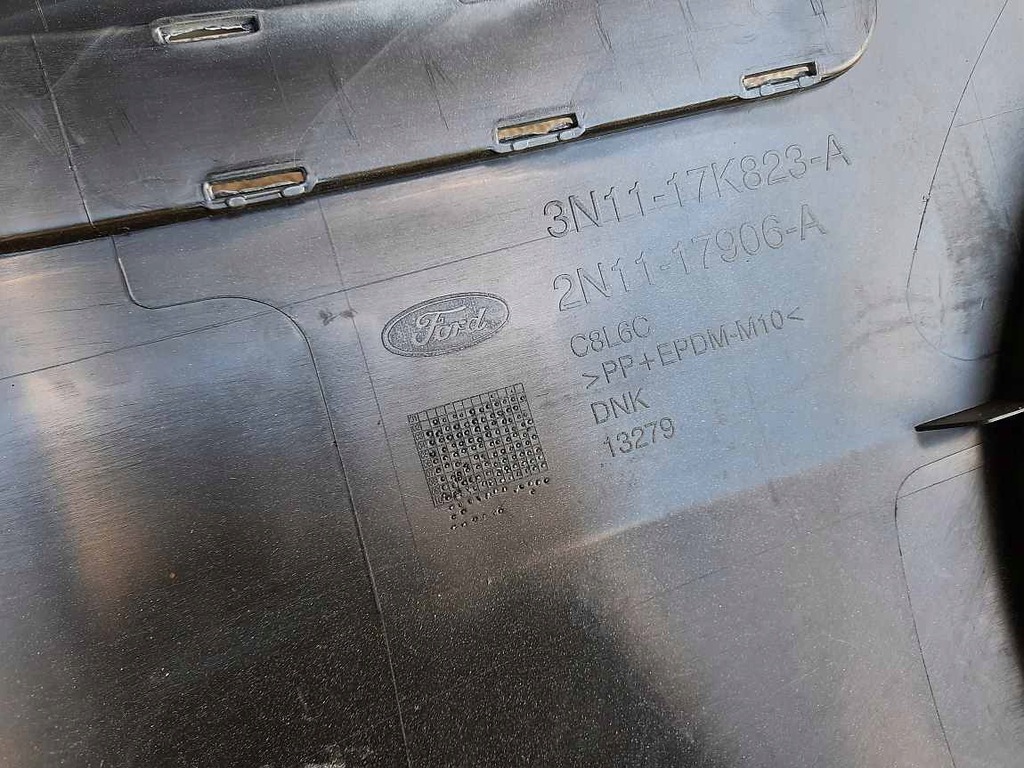 3N11-17K823-A
2N11-17906-A
Ford
C8L6C
>PP+EPDM-M10<
DNK
13279